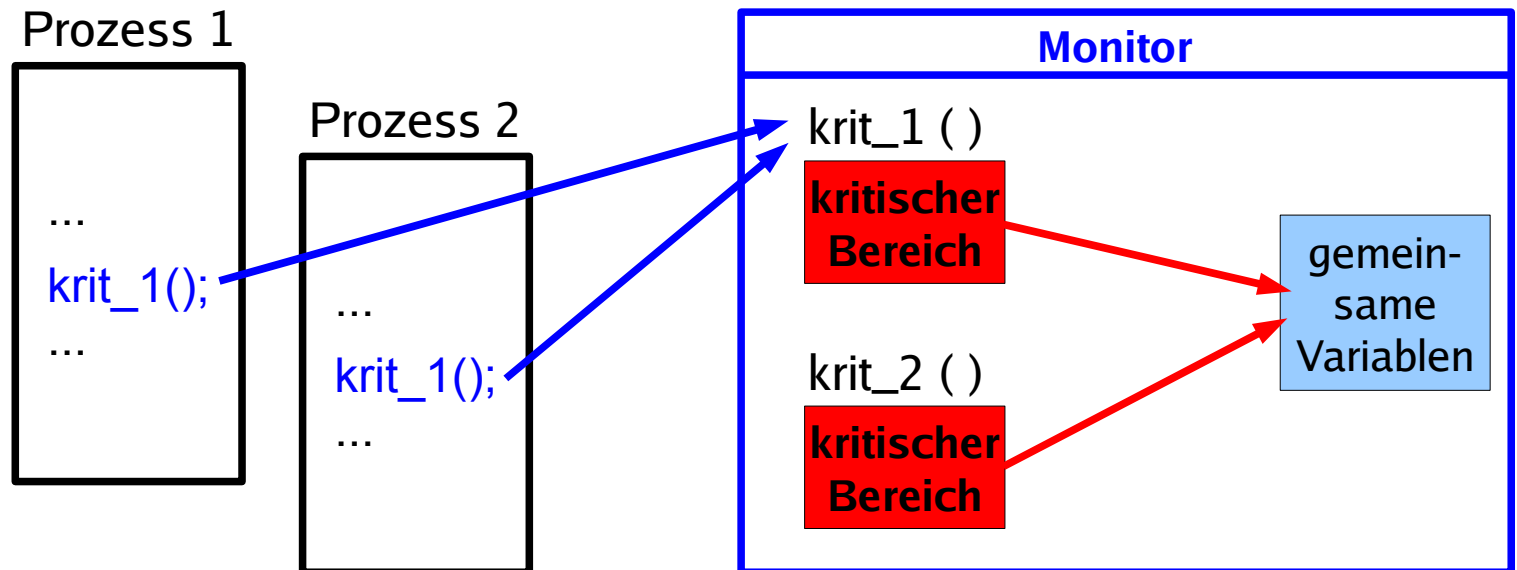 Prozess 1
...
krit_1();
...
Prozess 2
...
krit_1();
...
Monitor
krit_1 ( )
kritischer
Bereich
krit_2 ( )
kritischer
Bereich
gemein-
same
Variablen